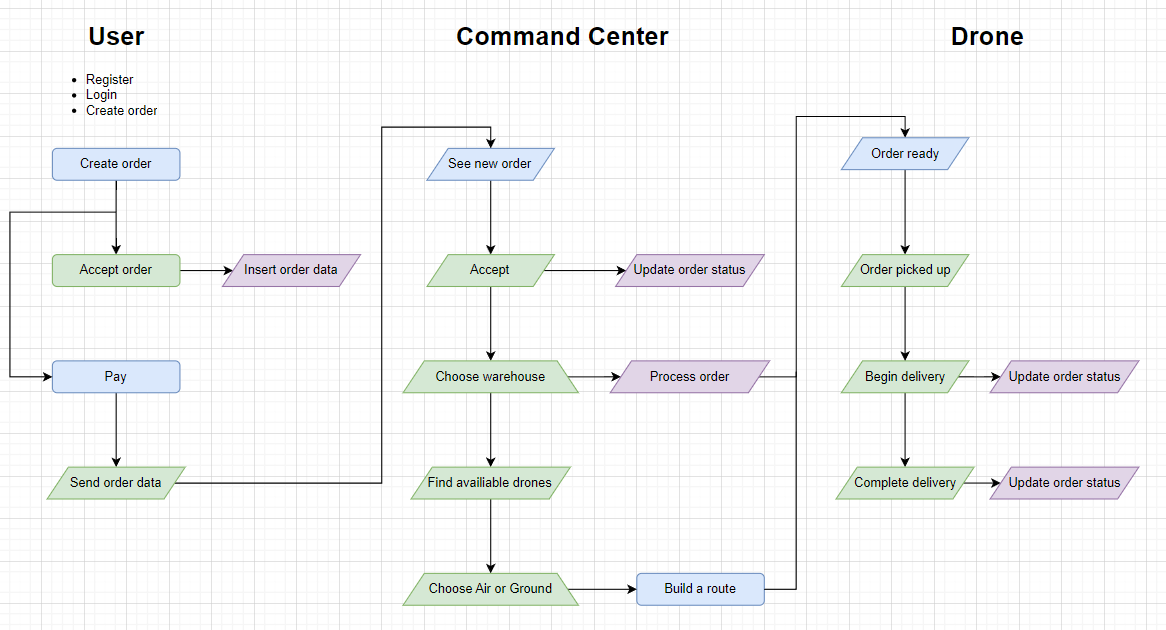 User
Command Center
Drone
Register
Login
Create order
Create order
See new order
Order ready
Accept order
Insert order data
Accept
Update order status
Order picked up
Pay
Choose warehouse
Process order
Begin delivery
Update order status
Send order data
Find availiable drones
Complete delivery
Update order status
Choose Air or Ground
Build a route